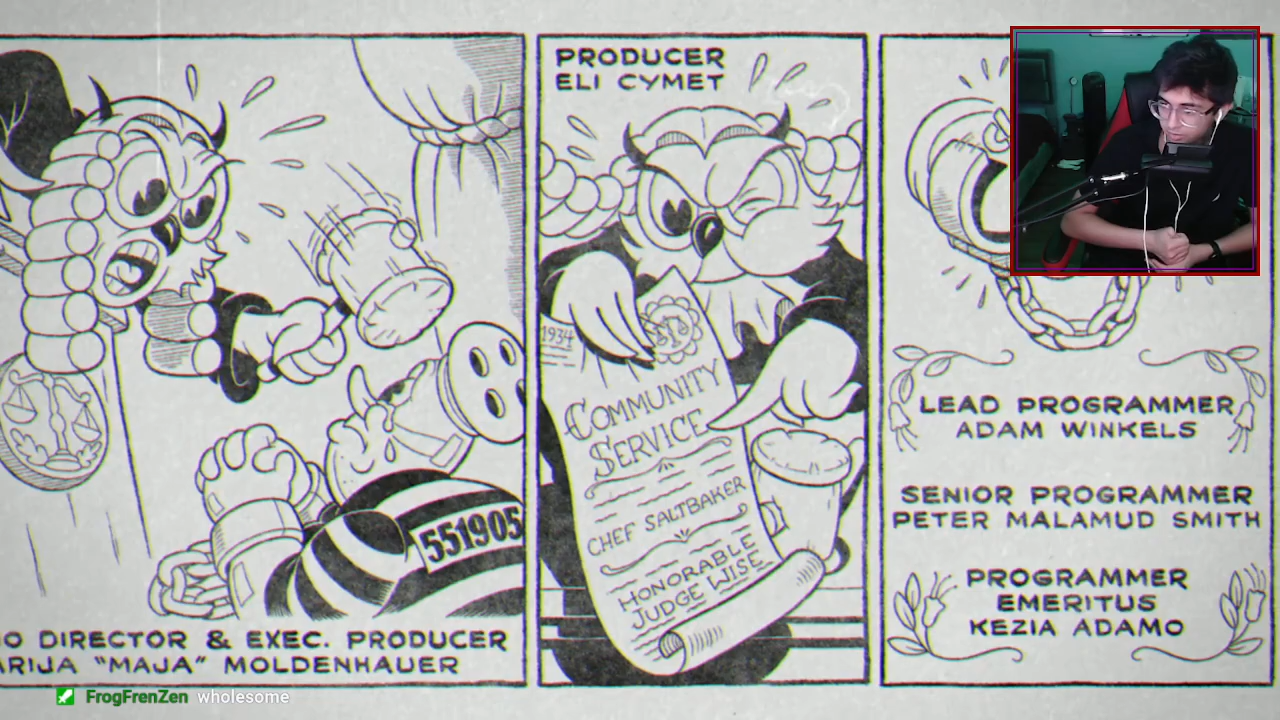 551905
IO DIRECTOR & EXEC. PRODUCER
ARIJA "MAJA" MOLDENHAUER
PRODUCER
ELI CYMET
1934
COMMUNITY
SERVICE
CHEF SALTBAKER
HONORABLE
JUDGE WISE
LEAD PROGRAMMER
ADAM WINKELS
SENIOR PROGRAMMER
PETER MALAMUD SMITH
PROGRAMMER
EMERITUS
KEZIA ADAMO
FrogFrenZen wholesome